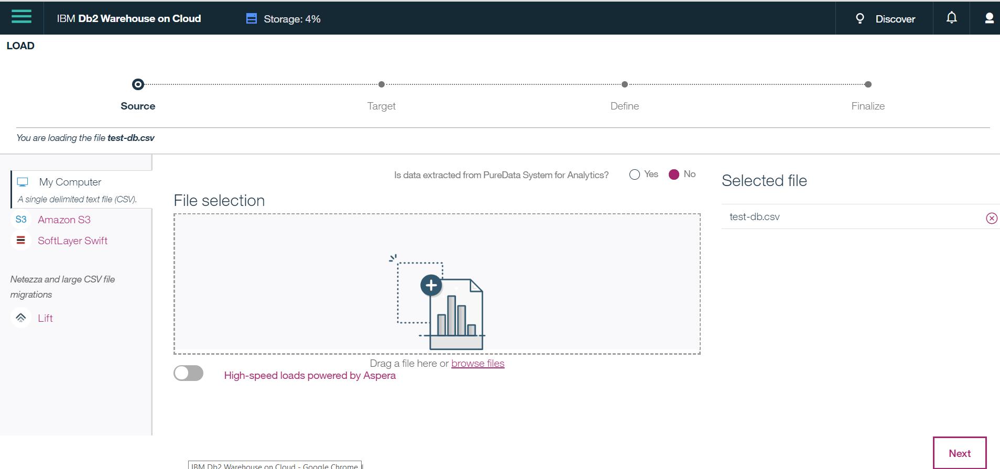 IBM Db2 Warehouse on Cloud
Storage: 4%
Discover
LOAD
Source
Target
Define
Finalize
You are loading the file test-db.csv
My Computer
A single delimited text file (CSV).
S3 Amazon S3
SoftLayer Swift
Netezza and large CSV file
migrations
Lift
Is data extracted from PureData System for Analytics?
Yes
No
File selection
Drag a file here or browse files
High-speed loads powered by Aspera
Selected file
test-db.csv
Next
IBM Db2 Warehouse on Cloud - Google Chrome